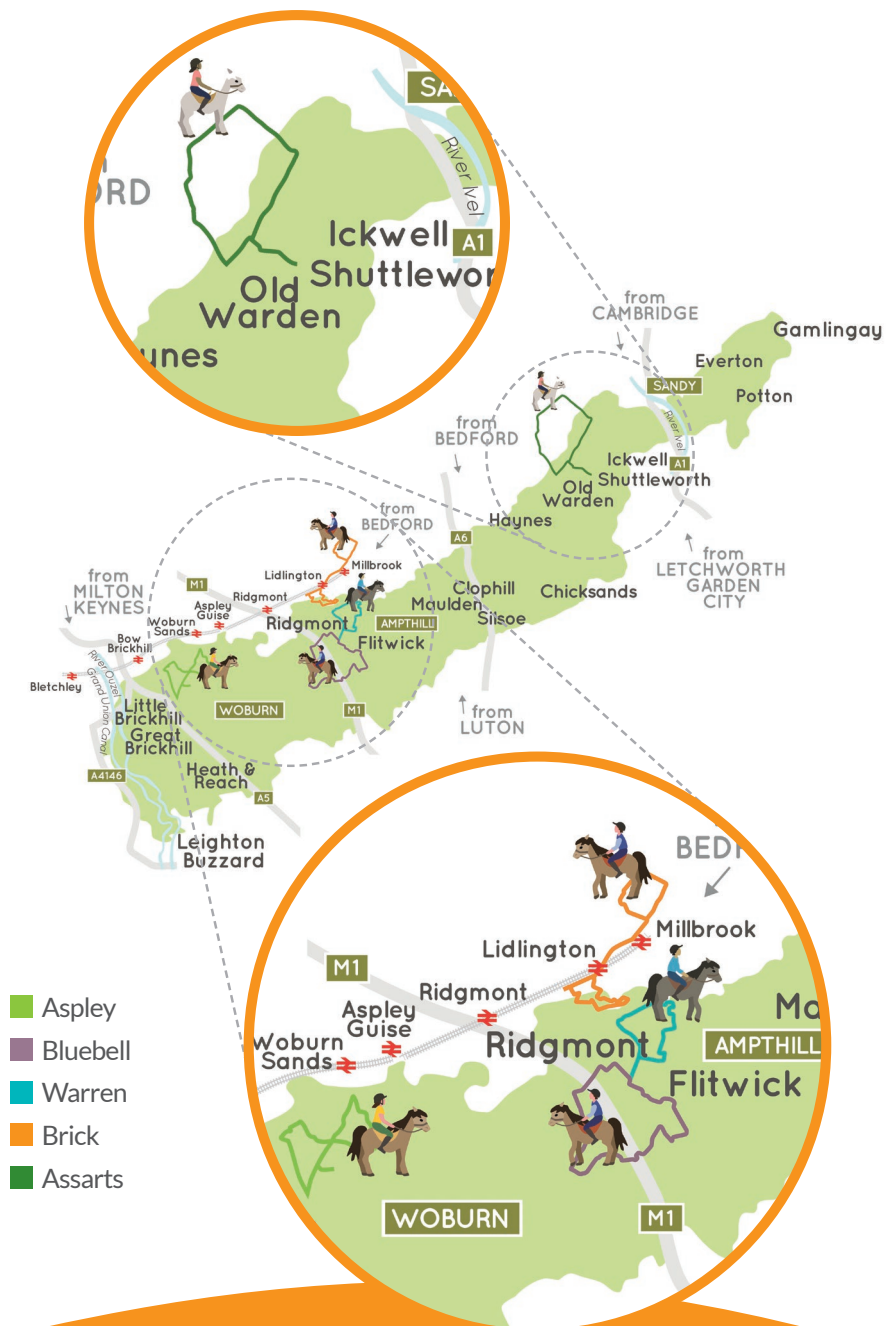 SA
River Ivel
RD
Ickwell
A1
Shuttlewor
Old
Warden
unes
from
CAMBRIDGE
Gamlingay
Everton
SANDY
Potton
River Ivel
from
BEDFORD
Ickwell
A1
Shuttleworth
Old
Warden
Haynes
from
BEDFORD
A6
from
LETCHWORTH
GARDEN
CITY
Millbrook
Lidlington
M1
Ridgmont
from
MILTON
KEYNES
Aspley
Guise
Woburn
Sands
Bow
Brickhill
Clophill
Chicksands
Maulden
Silsoe
AMPTHILL
Ridgmont
Flitwick
River Ouzel
Grand Union Canal
Bletchley
Little
Brickhill
Great
Brickhill
WOBURN
M1
from
LUTON
Heath &
Reach
A4146
A5
Leighton
Buzzard
BEDF
Millbrook
Lidlington
M1
Ridgmont
Aspley
Guise
Woburn
Sands
Ma
Ridgmont
AMPTHILL
Flitwick
WOBURN
M1
Aspley
Bluebell
Warren
Brick
Assarts